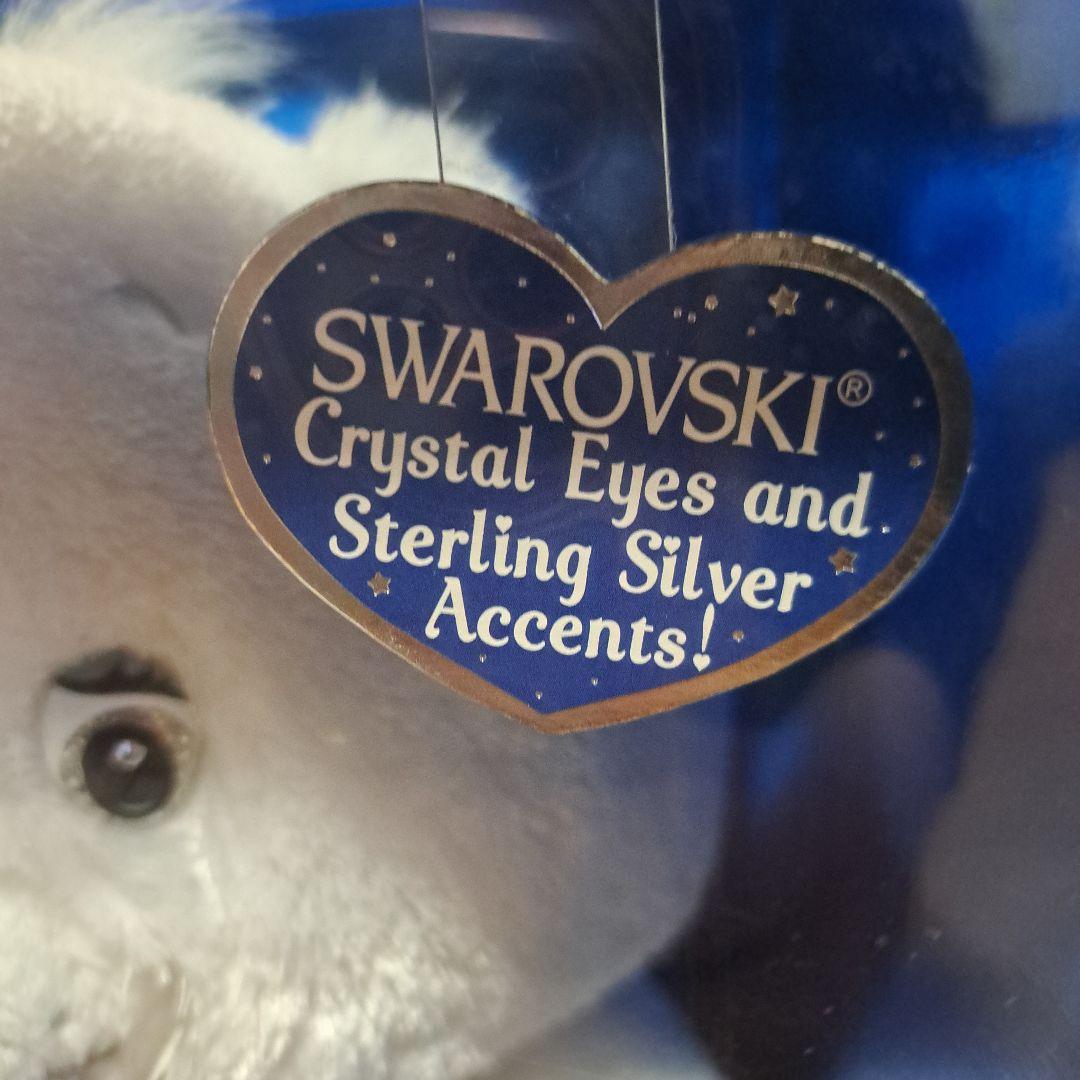 SWAROVSKI®
Crystal Eyes and
Sterling Silver
Accents!